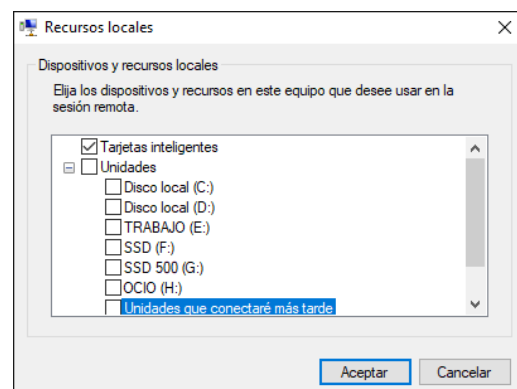 Recursos locales
Dispositivos y recursos locales
Elija los dispositivos y recursos en este equipo que desee usar en la
sesión remota.
Tarjetas inteligentes
Unidades
Disco local (C:)
Disco local (D:)
TRABAJO (E:)
SSD (F:)
SSD 500 (G:)
OCIO (H:)
Unidades que conectaré más tarde
Aceptar
Cancelar